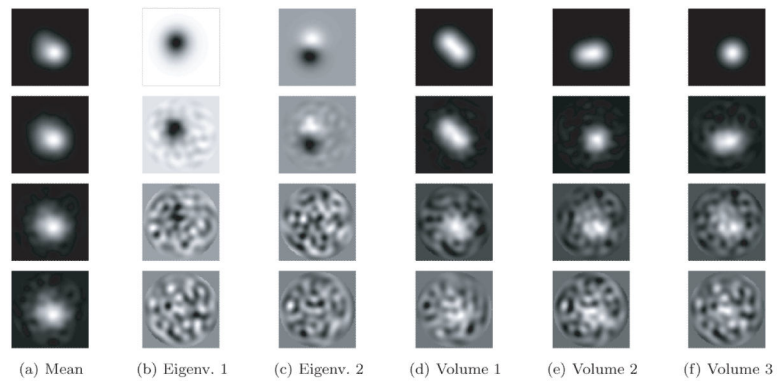 (a) Mean
(b) Eigenv. 1
(c) Eigenv. 2
(d) Volume 1
(e) Volume 2
(f) Volume 3